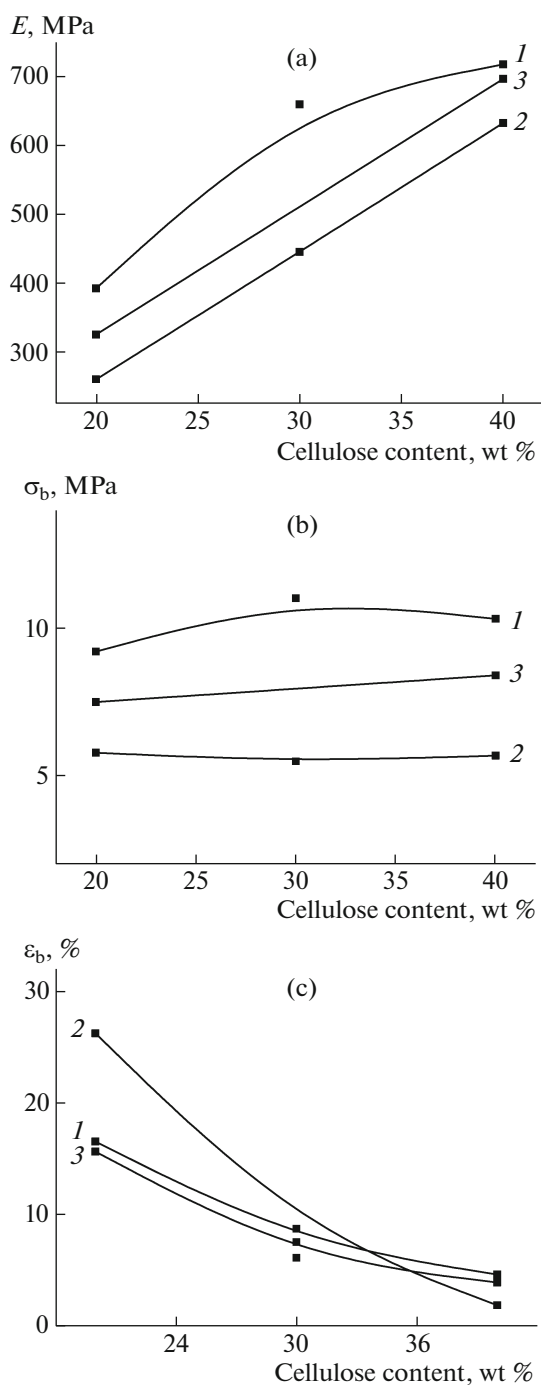 E, MPa
(a)
700
600
500
400
300
1
3
2
20 25 30 35 40
Cellulose content, wt %
σb, MPa
(b)
10
5
1
3
2
20 25 30 35 40
Cellulose content, wt %
εb, %
(c)
30
20
10
0
2
1
3
24 30 36
Cellulose content, wt %